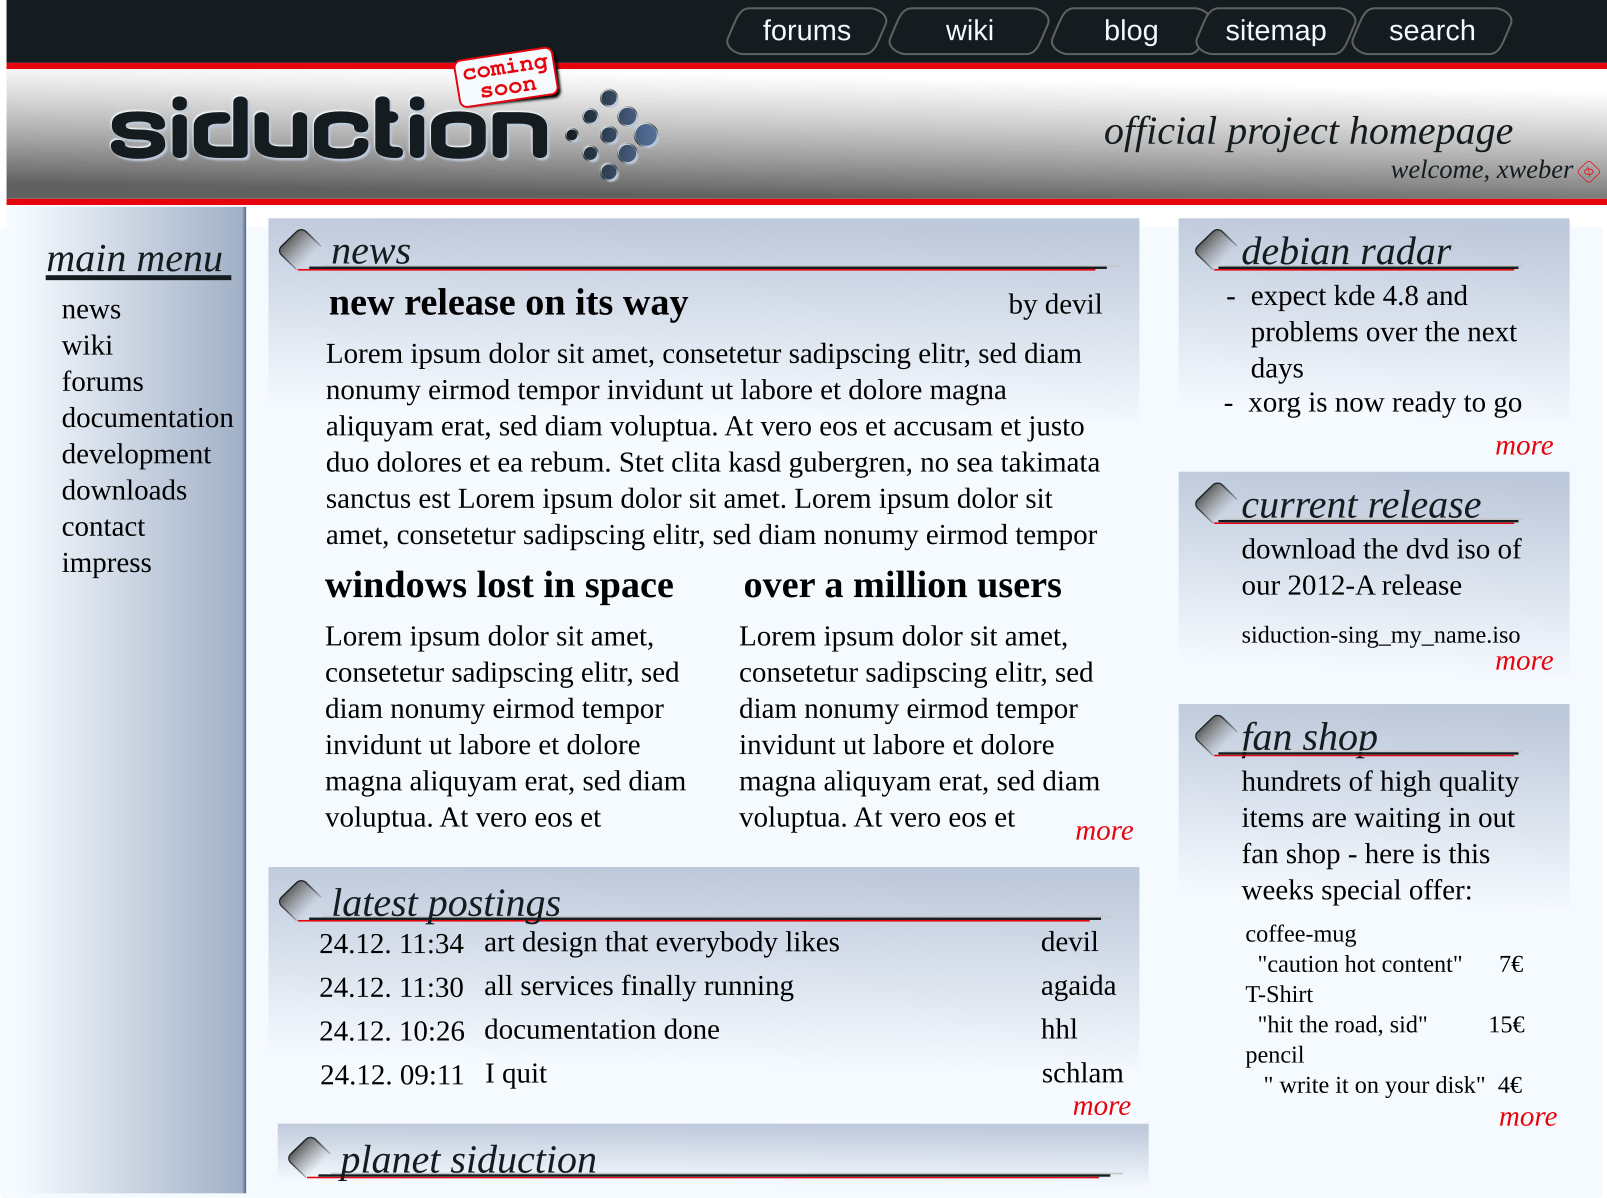 forums wiki blog sitemap search
coming
soon
siduction
official project homepage
welcome, xweber
main menu
news
wiki
forums
documentation
development
downloads
contact
impress
news
new release on its way by devil
Lorem ipsum dolor sit amet, consetetur sadipscing elitr, sed diam
nonumy eirmod tempor invidunt ut labore et dolore magna
aliquyam erat, sed diam voluptua. At vero eos et accusam et justo
duo dolores et ea rebum. Stet clita kasd gubergren, no sea takimata
sanctus est Lorem ipsum dolor sit amet. Lorem ipsum dolor sit
amet, consetetur sadipscing elitr, sed diam nonumy eirmod tempor
windows lost in space
Lorem ipsum dolor sit amet,
consetetur sadipscing elitr, sed
diam nonumy eirmod tempor
invidunt ut labore et dolore
magna aliquyam erat, sed diam
voluptua. At vero eos et
over a million users
Lorem ipsum dolor sit amet,
consetetur sadipscing elitr, sed
diam nonumy eirmod tempor
invidunt ut labore et dolore
magna aliquyam erat, sed diam
voluptua. At vero eos et
more
latest postings
24.12. 11:34 art design that everybody likes devil
24.12. 11:30 all services finally running agaida
24.12. 10:26 documentation done hhl
24.12. 09:11 I quit schlam
more
planet siduction
debian radar
- expect kde 4.8 and
problems over the next
days
- xorg is now ready to go
more
current release
download the dvd iso of
our 2012-A release
siduction-sing_my_name.iso
more
fan shop
hundrets of high quality
items are waiting in out
fan shop - here is this
weeks special offer:
coffee-mug
"caution hot content" 7€
T-Shirt
"hit the road, sid" 15€
pencil
" write it on your disk" 4€
more